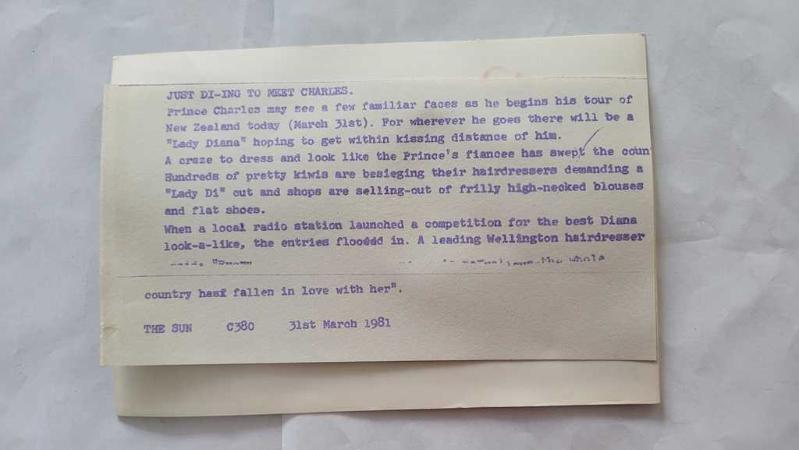 JUST DI-ING TO MEET CHARLES.
Prince Charles may see a few familiar faces as he begins his tour of
New Zealand today (March 31st). For wherever he goes there will be a
"Lady Diana" hoping to get within kissing distance of him.
A craze to dress and look like the Prince's fiancee has swept the coun
Hundreds of pretty kiwis are besieging their hairdressers demanding a
"Lady Di" cut and shops are selling-out of frilly high-necked blouses
and flat shoes.
When a local radio station launched a competition for the best Diana
look-a-like, the entries flooded in. A leading Wellington hairdresser
whole
country has fallen in love with her".
THE SUN C380 31st March 1981